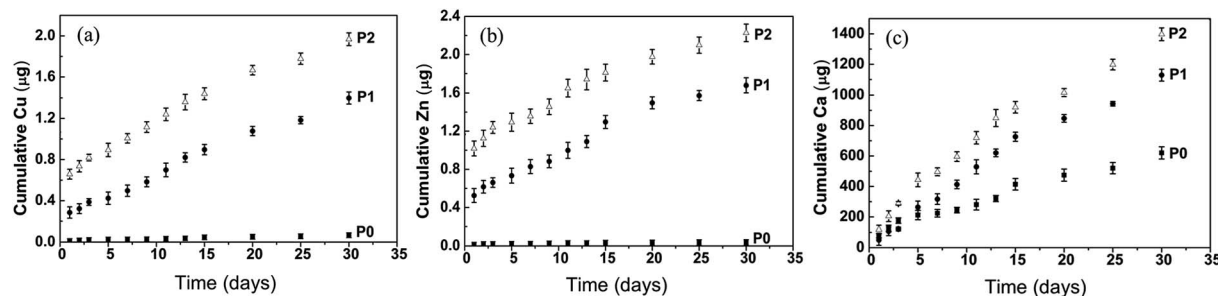 (a)
Cumulative Cu (μg)
2.0
1.6
1.2
0.8
0.4
0.0
P2
P1
P0
0 5 10 15 20 25 30 35
Time (days)
(b)
Cumulative Zn (μg)
2.4
2.0
1.6
1.2
0.8
0.4
0.0
P2
P1
P0
0 5 10 15 20 25 30 35
Time (days)
(c)
Cumulative Ca (μg)
1400
1200
1000
800
600
400
200
0
P2
P1
P0
0 5 10 15 20 25 30 35
Time (days)